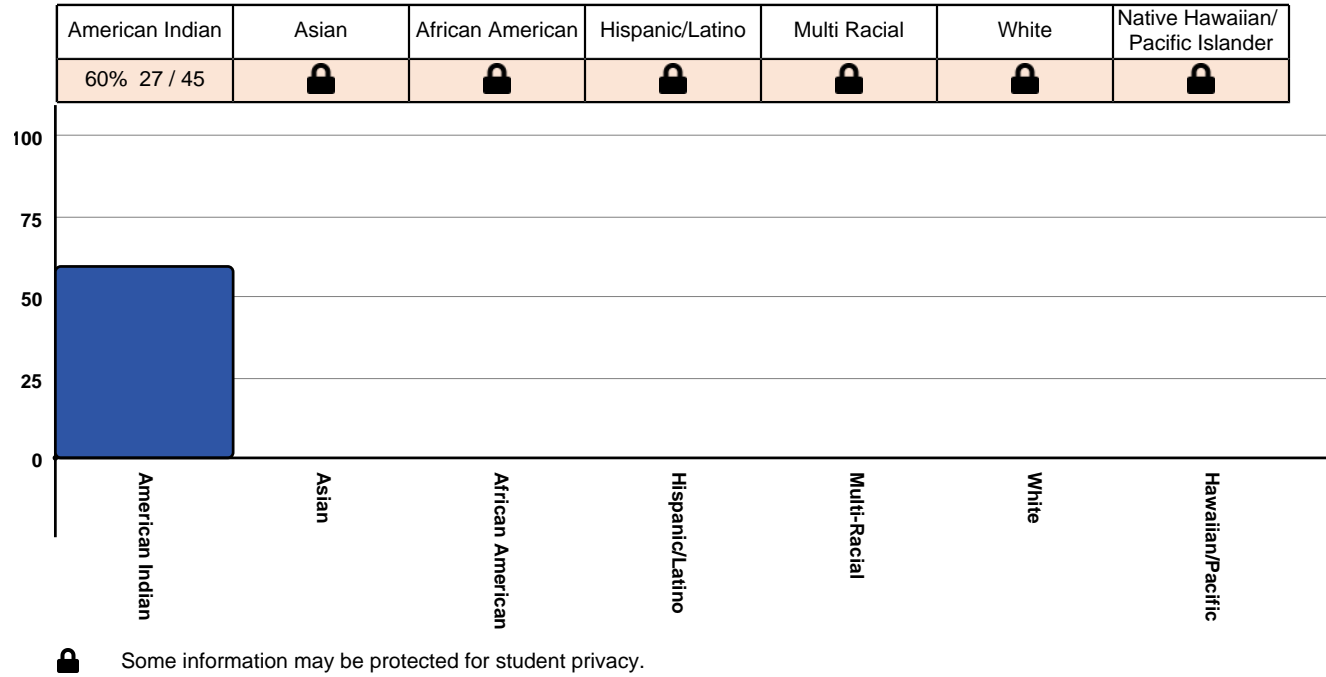 American Indian Asian African American Hispanic/Latino Multi Racial White Native Hawaiian/
Pacific Islander
60% 27 / 45
100
75
50
25
0
American Indian
Asian
African American
Hispanic/Latino
Multi-Racial
White
Hawaiian/Pacific
Some information may be protected for student privacy.